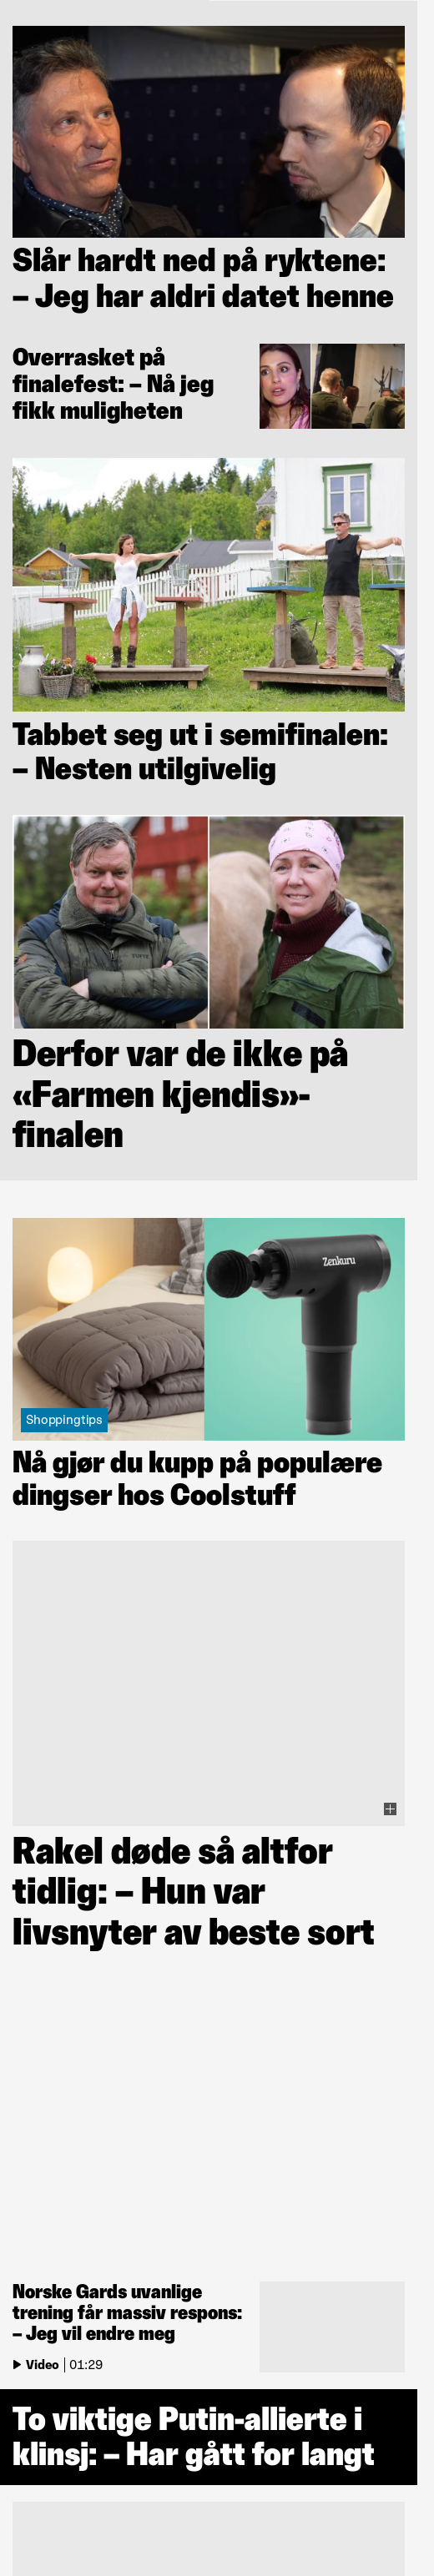 Slår hardt ned på ryktene:
– Jeg har aldri datet henne
Overrasket på
finalefest: – Nå jeg
fikk muligheten
Tabbet seg ut i semifinalen:
– Nesten utilgivelig
Derfor var de ikke på
«Farmen kjendis»-
finalen
Zenkuru
Shoppingtips
Nå gjør du kupp på populære
dingser hos Coolstuff
Rakel døde så altfor
tidlig: – Hun var
livsnyter av beste sort
Norske Gards uvanlige
trening får massiv respons:
– Jeg vil endre meg
Video | 01:29
To viktige Putin-allierte i
klinsj: – Har gått for langt